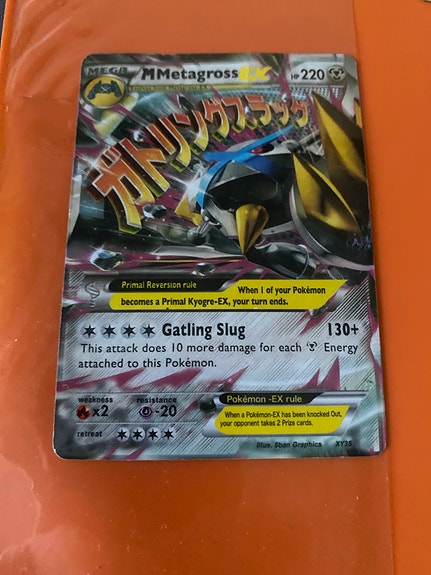 MEGA MMetagrossEX HP220
ガトリングスラッグ
Primal Reversion rule
When 1 of your Pokémon
becomes a Primal Kyogre-EX, your turn ends.
Gatling Slug 130+
This attack does 10 more damage for each Energy
attached to this Pokémon.
weakness resistance
x2 -20
retreat
Pokémon -EX rule
When a Pokémon-EX has been Knocked Out,
your opponent takes 2 Prize cards.
Illus. 5ban Graphics XY35